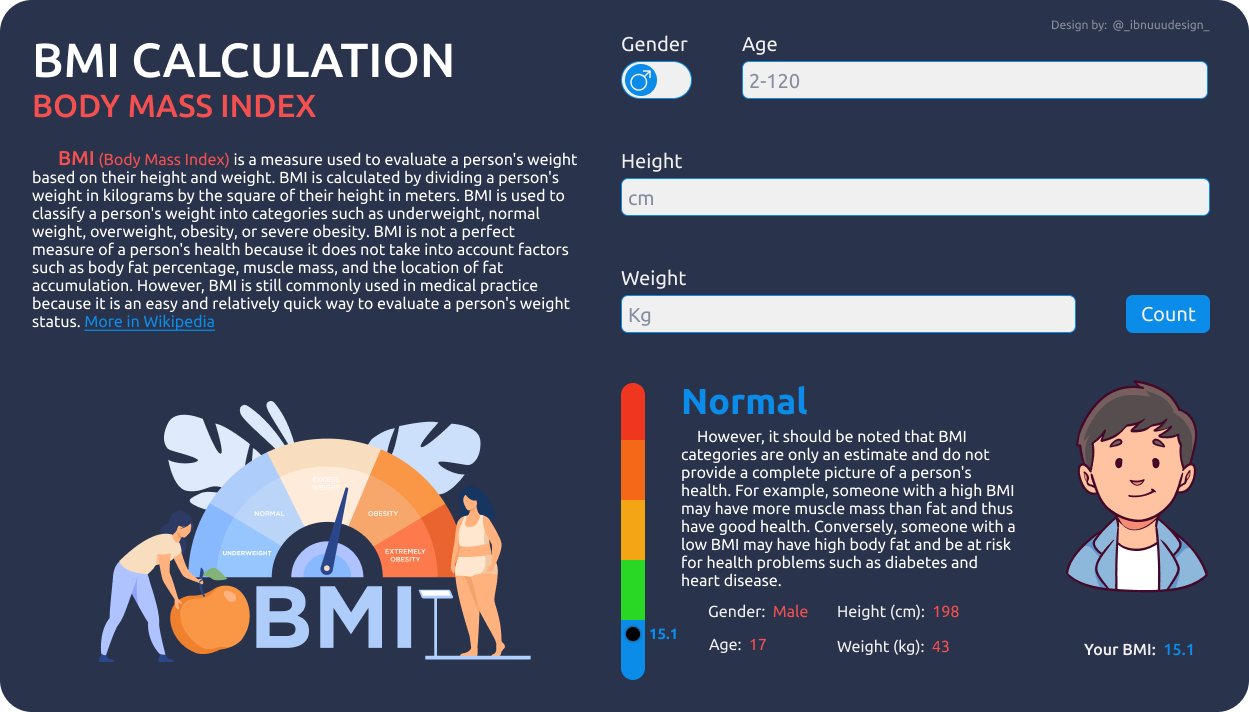 Design by: @_ibnuuudesign_
BMI CALCULATION
BODY MASS INDEX
BMI (Body Mass Index) is a measure used to evaluate a person's weight
based on their height and weight. BMI is calculated by dividing a person's
weight in kilograms by the square of their height in meters. BMI is used to
classify a person's weight into categories such as underweight, normal
weight, overweight, obesity, or severe obesity. BMI is not a perfect
measure of a person's health because it does not take into account factors
such as body fat percentage, muscle mass, and the location of fat
accumulation. However, BMI is still commonly used in medical practice
because it is an easy and relatively quick way to evaluate a person's weight
status. More in Wikipedia
UNDERWEIGHT
NORMAL
EXCESS
WEIGHT
OBESITY
EXTREMELY
OBESITY
BMI
Gender
Age
2-120
Height
cm
Weight
Kg
Count
15.1
Normal
However, it should be noted that BMI
categories are only an estimate and do not
provide a complete picture of a person's
health. For example, someone with a high BMI
may have more muscle mass than fat and thus
have good health. Conversely, someone with a
low BMI may have high body fat and be at risk
for health problems such as diabetes and
heart disease.
Gender: Male
Height (cm): 198
Age: 17
Weight (kg): 43
Your BMI: 15.1